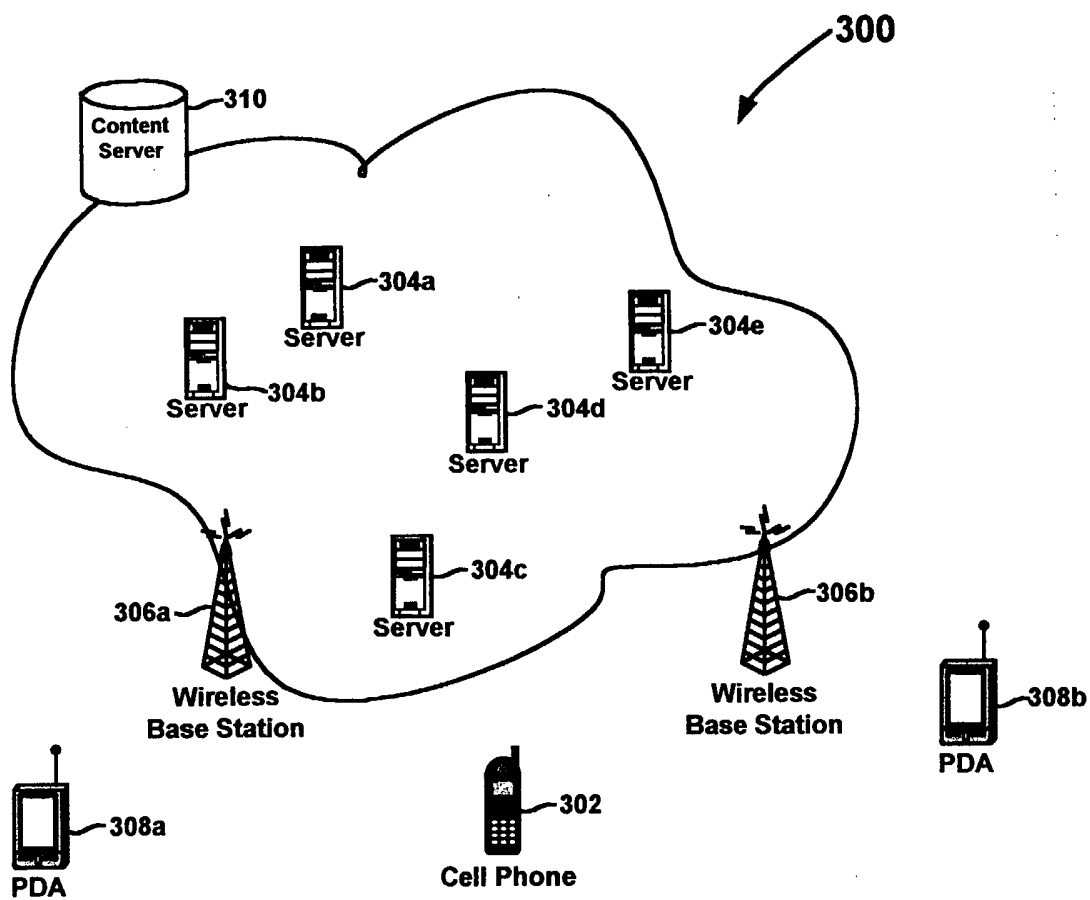 300
310
Content
Server
304a
Server
304e
Server
304b
Server
304d
Server
304c
Server
306a
Wireless
Base Station
306b
Wireless
Base Station
308b
PDA
302
Cell Phone
308a
PDA